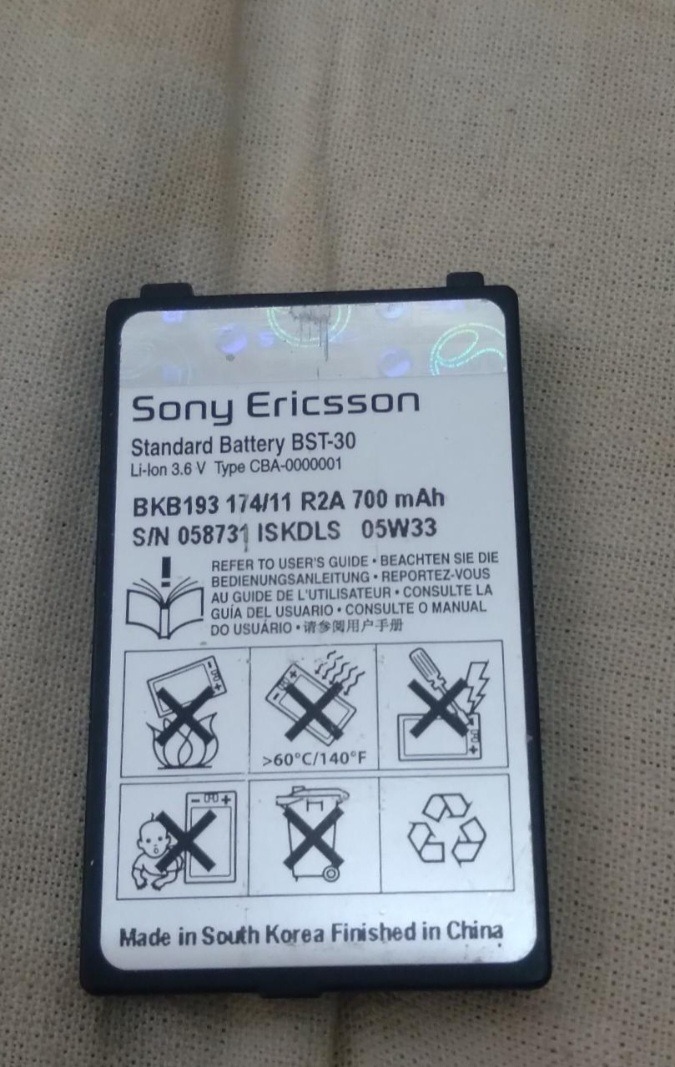 Sony Ericsson
Standard Battery BST-30
Li-Ion 3.6 V Type CBA-0000001
BKB193 174/11 R2A 700 mAh
S/N 058731 ISKDLS 05W33
REFER TO USER'S GUIDE • BEACHTEN SIE DIE
BEDIENUNGSANLEITUNG • REPORTEZ-VOUS
AU GUIDE DE L'UTILISATEUR • CONSULTE LA
GUÍA DEL USUARIO • CONSULTE O MANUAL
DO USUÁRIO • 请参阅用户手册
>60°C/140°F
Made in South Korea Finished in China